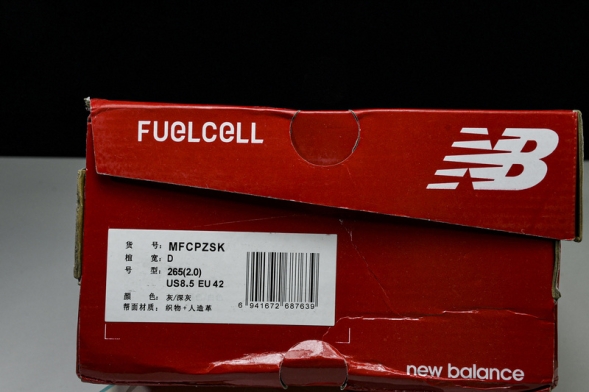 FUELCELL
NB
货 号: MFCPZSK
楦 宽: D
号 型: 265(2.0)
US8.5 EU 42
颜 色: 灰/深灰
帮面材质: 织物+人造革
6 941672 687639
new balance